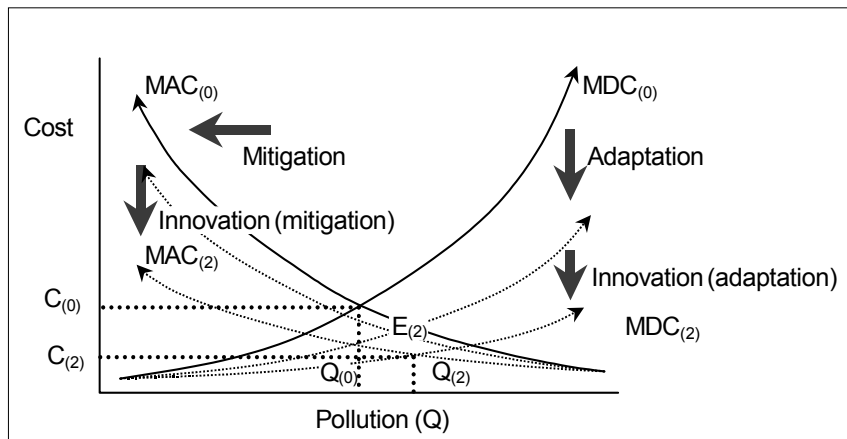 MAC(0)
MDC(0)
Cost
Mitigation
Adaptation
Innovation (mitigation)
MAC(2)
Innovation (adaptation)
C(0)
E(2)
MDC(2)
C(2)
Q(0)
Q(2)
Pollution (Q)